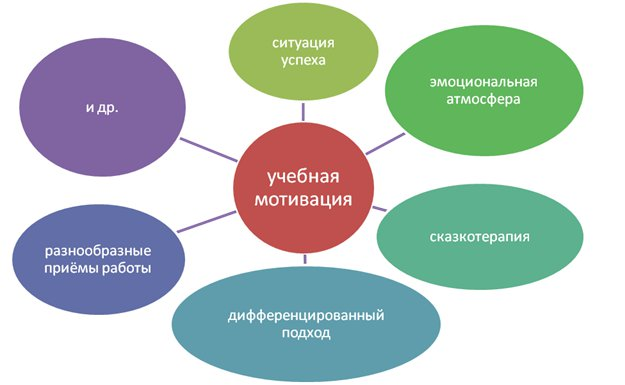 ситуация
успеха
эмоциональная
атмосфера
и др.
учебная
мотивация
сказкотерапия
разнообразные
приёмы работы
дифференцированный
подход